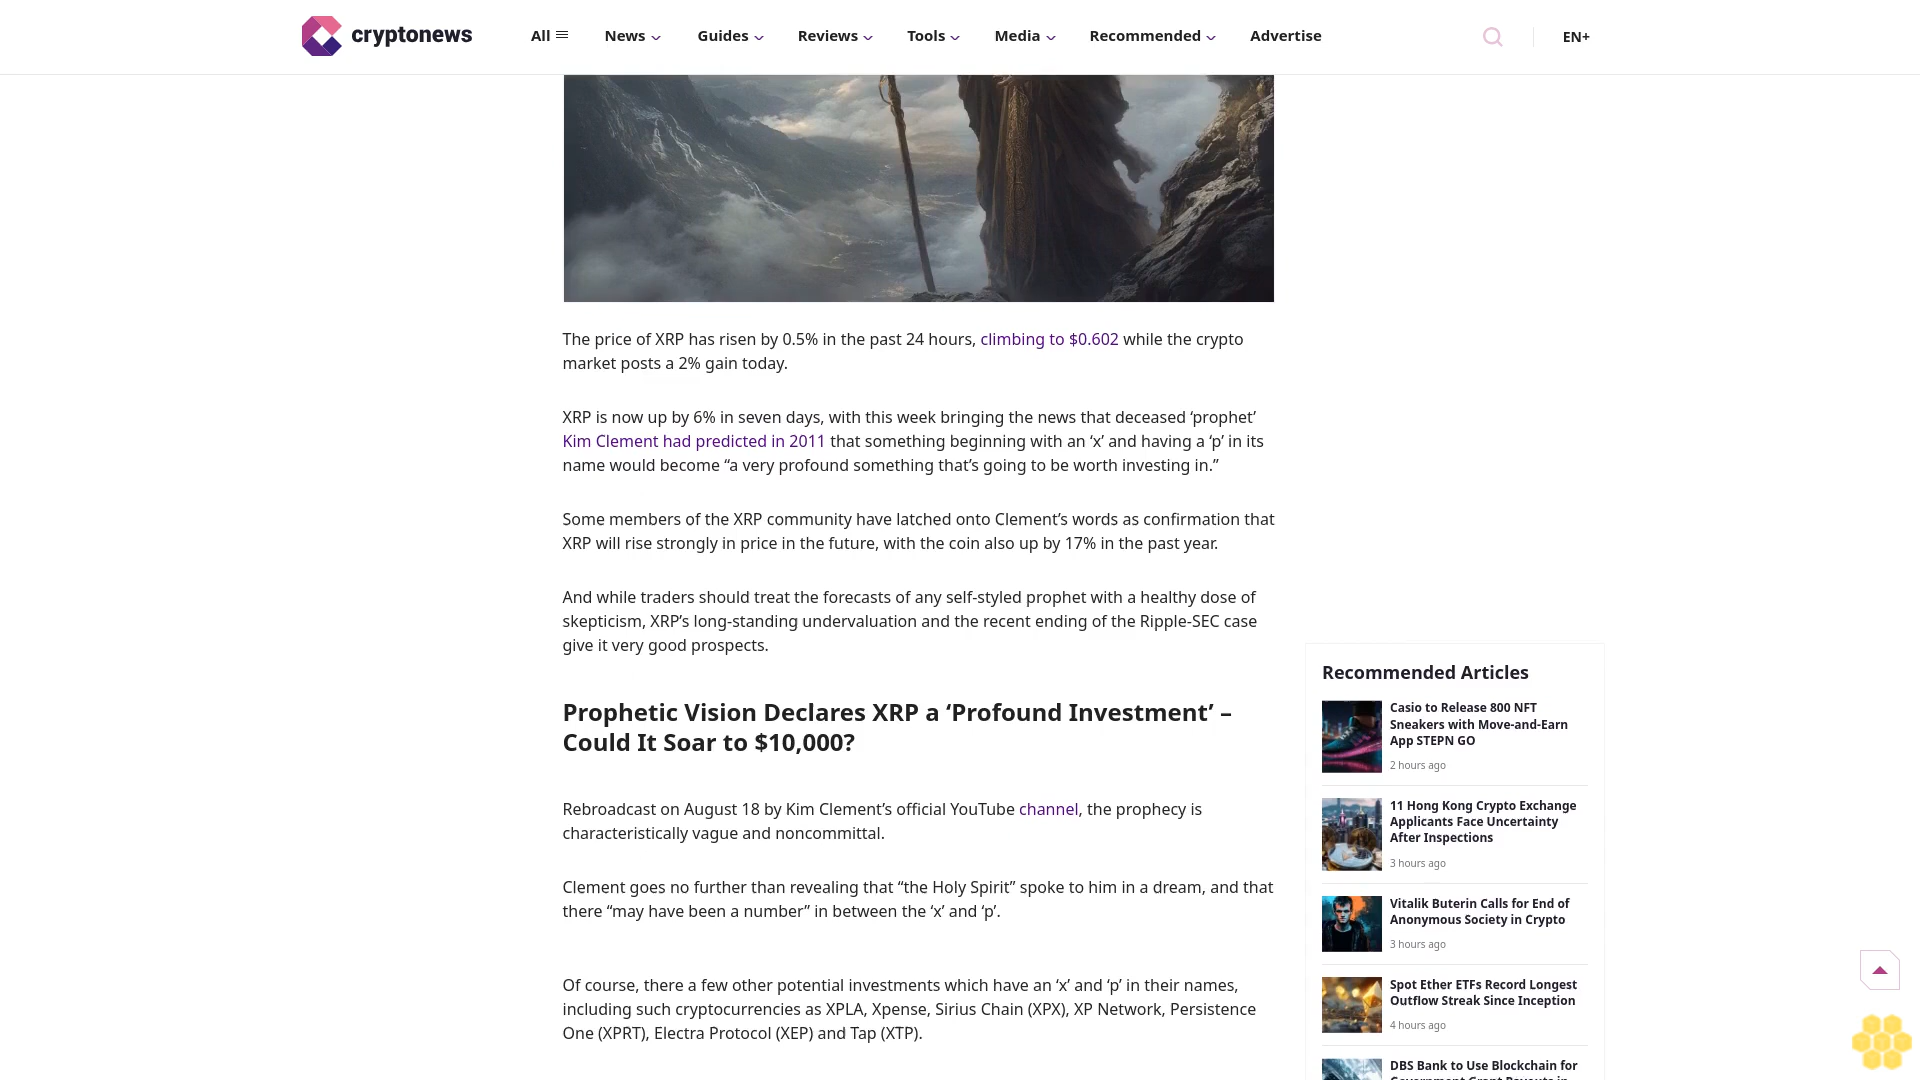 cryptonews
All
News
Guides
Reviews
Tools
Media
Recommended
Advertise
EN+
The price of XRP has risen by 0.5% in the past 24 hours, climbing to $0.602 while the crypto
market posts a 2% gain today.
XRP is now up by 6% in seven days, with this week bringing the news that deceased ‘prophet’
Kim Clement had predicted in 2011 that something beginning with an ‘x’ and having a ‘p’ in its
name would become “a very profound something that’s going to be worth investing in.”
Some members of the XRP community have latched onto Clement’s words as confirmation that
XRP will rise strongly in price in the future, with the coin also up by 17% in the past year.
And while traders should treat the forecasts of any self-styled prophet with a healthy dose of
skepticism, XRP’s long-standing undervaluation and the recent ending of the Ripple-SEC case
give it very good prospects.
Prophetic Vision Declares XRP a ‘Profound Investment’ –
Could It Soar to $10,000?
Rebroadcast on August 18 by Kim Clement’s official YouTube channel, the prophecy is
characteristically vague and noncommittal.
Clement goes no further than revealing that “the Holy Spirit” spoke to him in a dream, and that
there “may have been a number” in between the ‘x’ and ‘p’.
Of course, there a few other potential investments which have an ‘x’ and ‘p’ in their names,
including such cryptocurrencies as XPLA, Xpense, Sirius Chain (XPX), XP Network, Persistence
One (XPRT), Electra Protocol (XEP) and Tap (XTP).
Recommended Articles
Casio to Release 800 NFT
Sneakers with Move-and-Earn
App STEPN GO
2 hours ago
11 Hong Kong Crypto Exchange
Applicants Face Uncertainty
After Inspections
3 hours ago
Vitalik Buterin Calls for End of
Anonymous Society in Crypto
3 hours ago
Spot Ether ETFs Record Longest
Outflow Streak Since Inception
4 hours ago
DBS Bank to Use Blockchain for